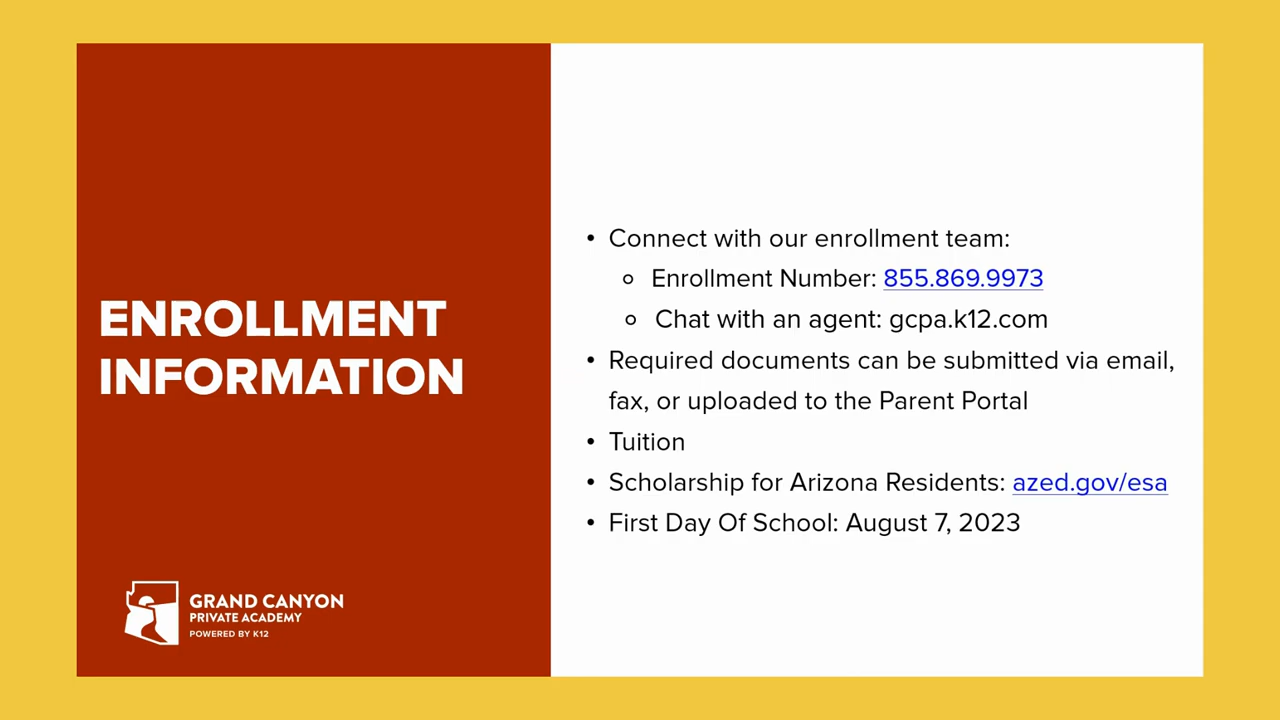 ENROLLMENT
INFORMATION
GRAND CANYON
PRIVATE ACADEMY
POWERED BY K12
• Connect with our enrollment team:
○ Enrollment Number: 855.869.9973
○ Chat with an agent: gcpa.k12.com
• Required documents can be submitted via email,
fax, or uploaded to the Parent Portal
• Tuition
• Scholarship for Arizona Residents: azed.gov/esa
• First Day Of School: August 7, 2023